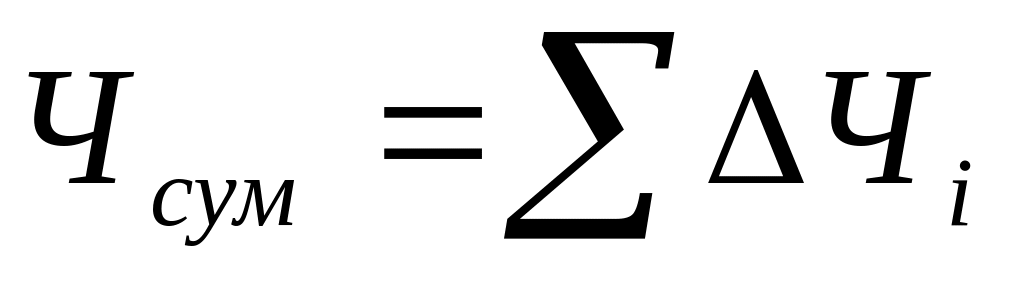 Ч сум = ∑ ΔЧ i